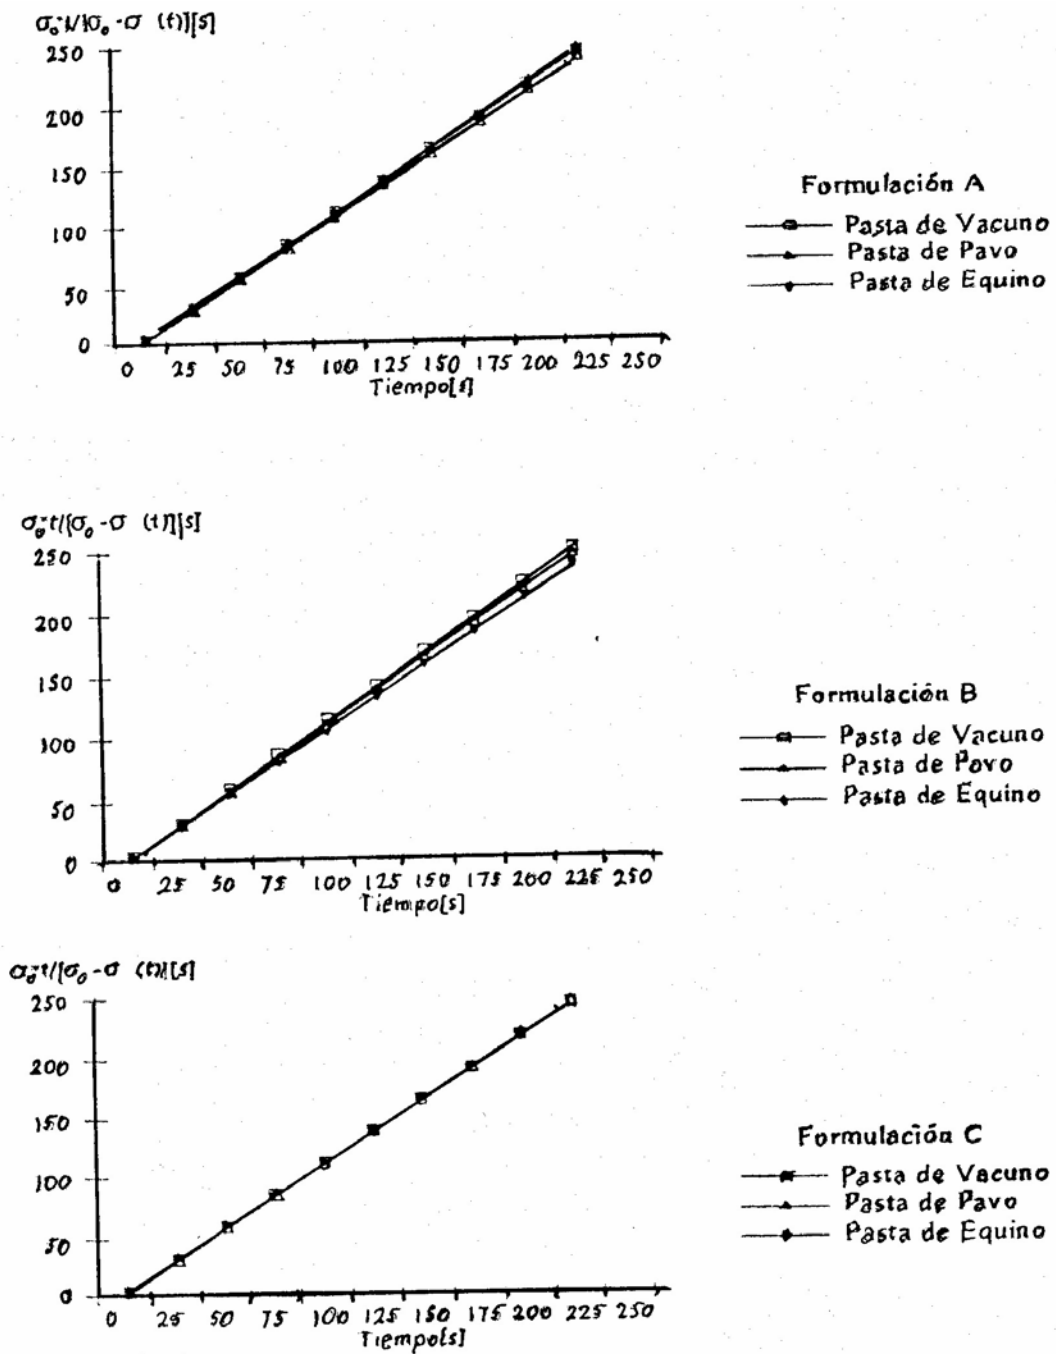 σ₀·t/[σ₀-σ (t)][s]
250
200
150
100
50
0
0 25 50 75 100 125 150 175 200 225 250
Tiempo[s]
Formulación A
Pasta de Vacuno
Pasta de Pavo
Pasta de Equino
σ₀·t/[σ₀-σ (t)][s]
250
200
150
100
50
0
0 25 50 75 100 125 150 175 200 225 250
Tiempo[s]
Formulación B
Pasta de Vacuno
Pasta de Pavo
Pasta de Equino
σ₀·t/[σ₀-σ (t)][s]
250
200
150
100
50
0
0 25 50 75 100 125 150 175 200 225 250
Tiempo[s]
Formulación C
Pasta de Vacuno
Pasta de Pavo
Pasta de Equino